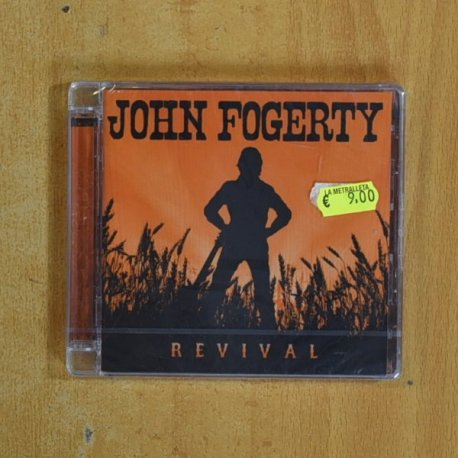 JOHN FOGERTY
LA METRALLETA
€ 9.00
REVIVAL